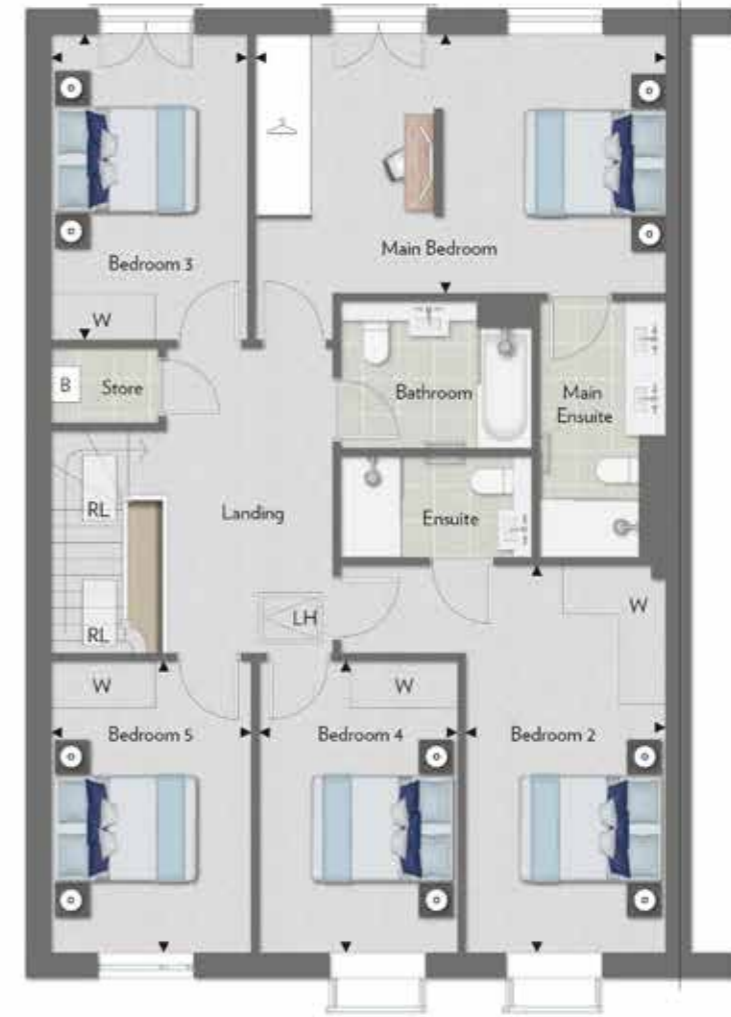 Bedroom 3
Main Bedroom
W
B
Store
Bathroom
Main
Ensuite
RL
Landing
Ensuite
RL
LH
W
W
W
Bedroom 5
Bedroom 4
Bedroom 2